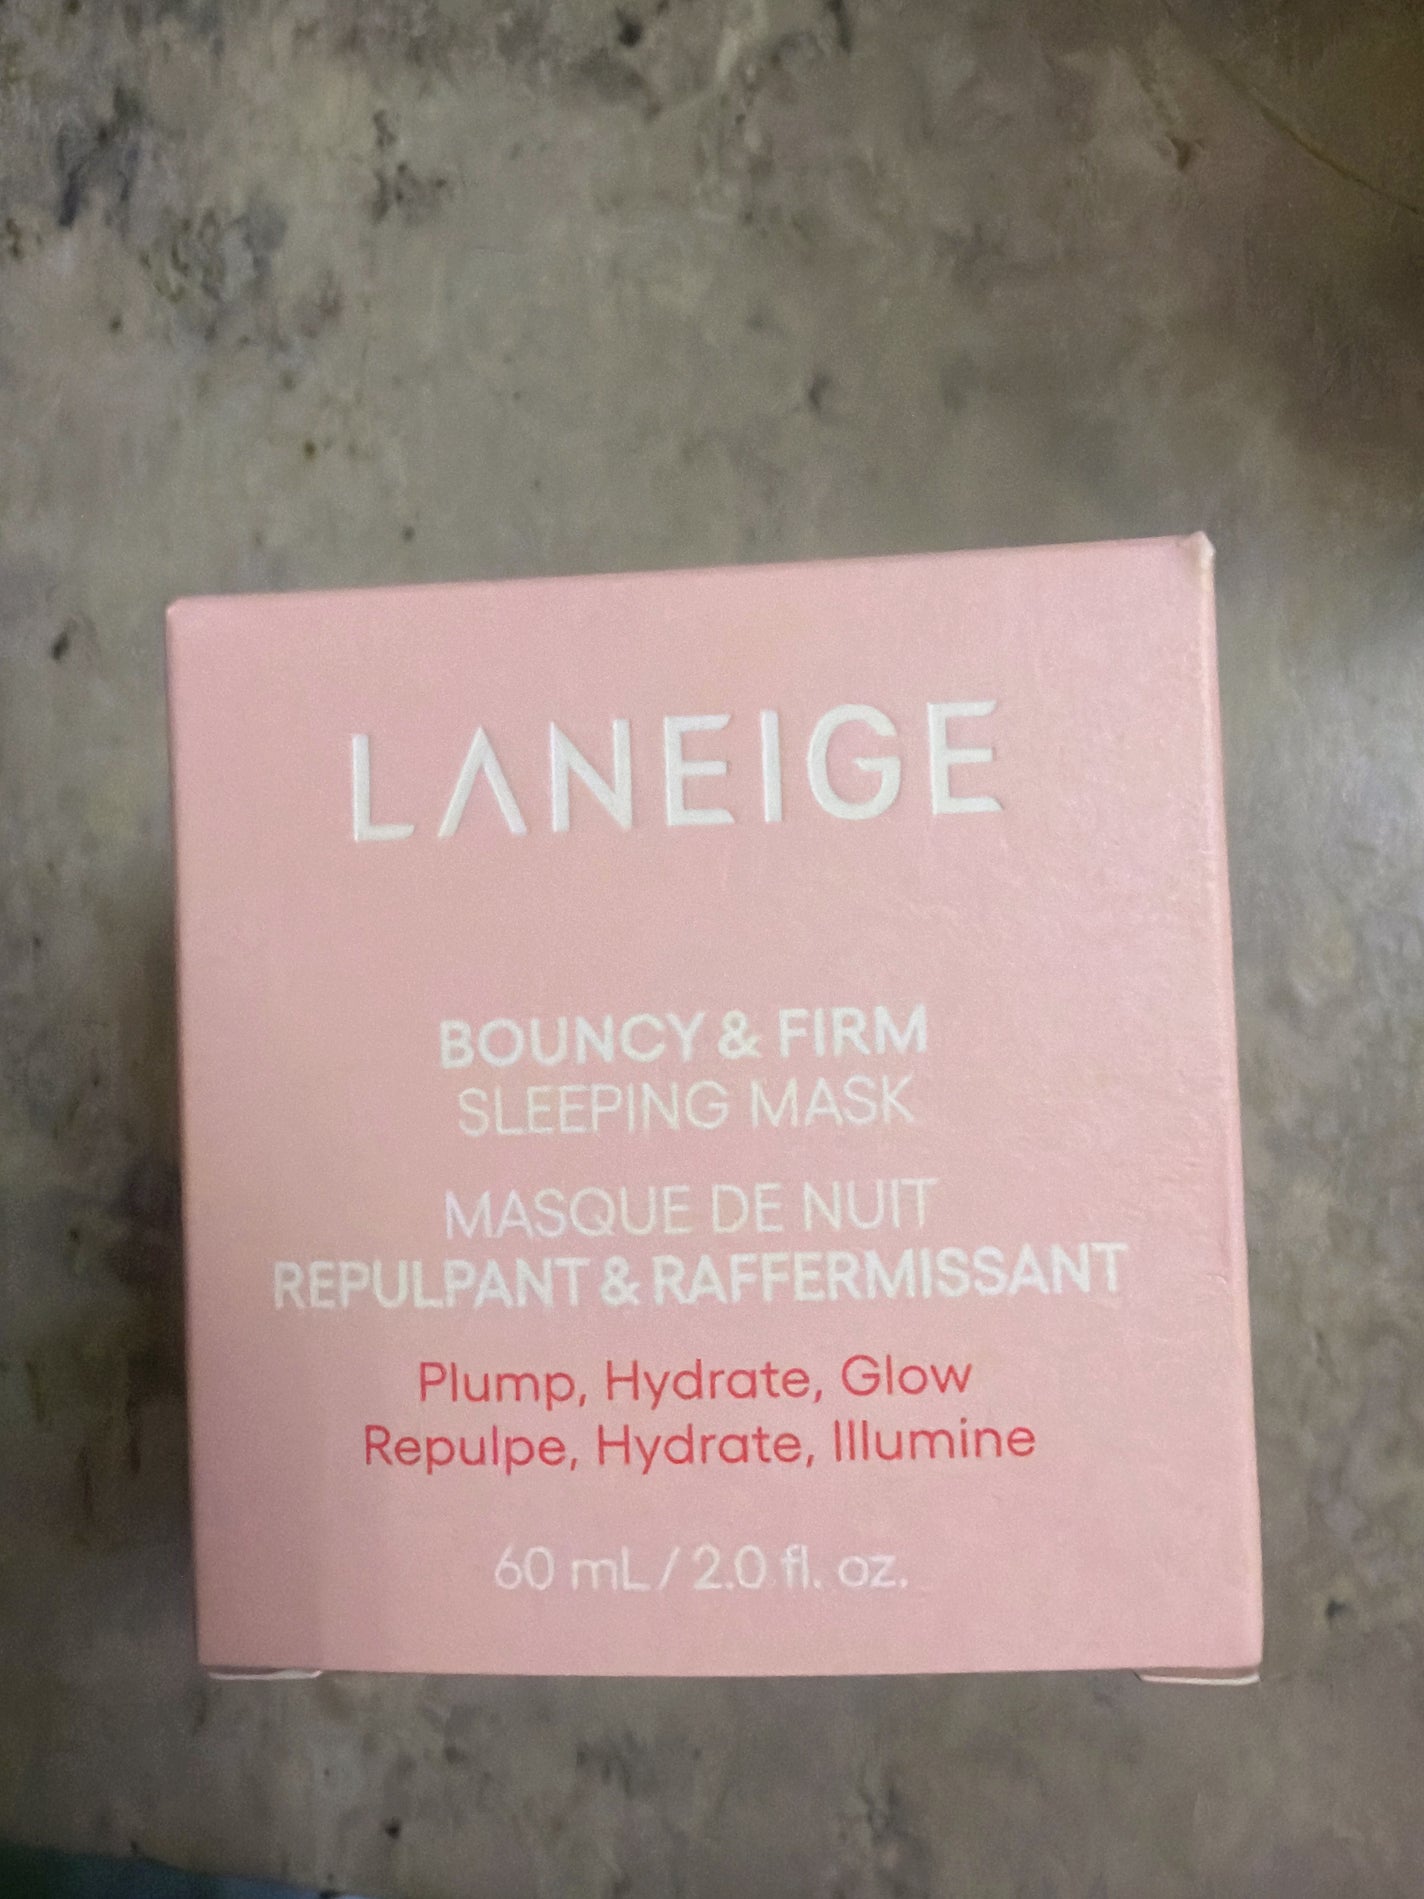 LANEIGE
BOUNCY & FIRM
SLEEPING MASK
MASQUE DE NUIT
REPULPANT & RAFFERMISSANT
Plump, Hydrate, Glow
Repulpe, Hydrate, Illumine
60 mL / 2.0 fl. oz.